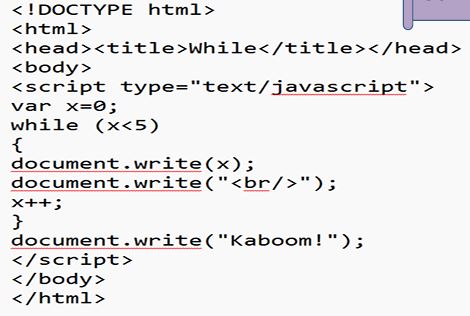 <!DOCTYPE html>
<html>
<head><title>While</title></head>
<body>
<script type="text/javascript">
var x=0;
while (x<5)
{
document.write(x);
document.write("<br/>");
x++;
}
document.write("Kaboom!");
</script>
</body>
</html>